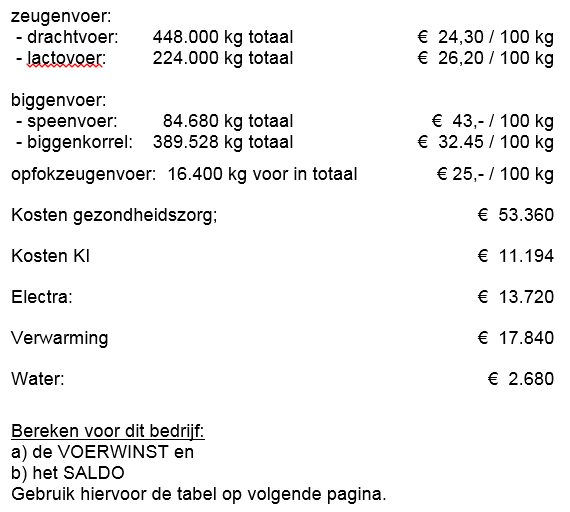 zeugenvoer:
- drachtvoer: 448.000 kg totaal € 24,30 / 100 kg
- lactovoer: 224.000 kg totaal € 26,20 / 100 kg
biggenvoer:
- speenvoer: 84.680 kg totaal € 43,- / 100 kg
- biggenkorrel: 389.528 kg totaal € 32.45 / 100 kg
opfokzeugenvoer: 16.400 kg voor in totaal € 25,- / 100 kg
Kosten gezondheidszorg; € 53.360
Kosten KI € 11.194
Electra: € 13.720
Verwarming € 17.840
Water: € 2.680
Bereken voor dit bedrijf:
a) de VOERWINST en
b) het SALDO
Gebruik hiervoor de tabel op volgende pagina.